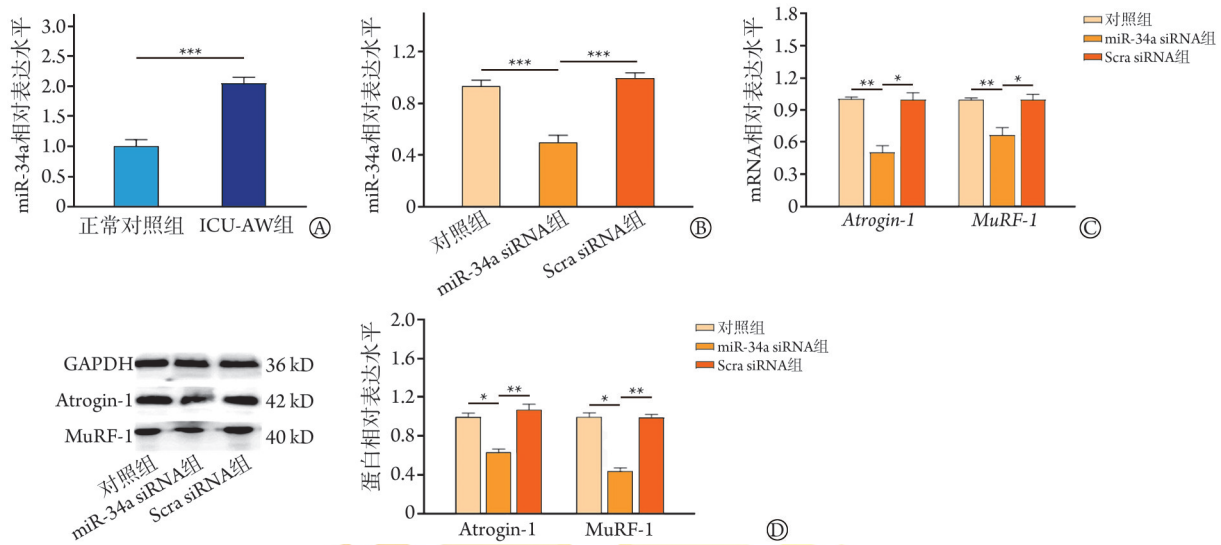 miR-34a相对表达水平
3.0
2.5
2.0
1.5
1.0
0.5
0
***
正常对照组
ICU-AW组
Ⓐ
miR-34a相对表达水平
1.2
0.8
0.4
0
***
***
对照组
miR-34a siRNA组
Scra siRNA组
Ⓑ
mRNA相对表达水平
1.8
1.5
1.2
0.9
0.6
0.3
0
**
*
**
*
Atrogin-1
MuRF-1
对照组
miR-34a siRNA组
Scra siRNA组
Ⓒ
GAPDH 36 kD
Atrogin-1 42 kD
MuRF-1 40 kD
对照组
miR-34a siRNA组
Scra siRNA组
蛋白相对表达水平
2.0
1.6
1.2
0.8
0.4
0
*
**
*
**
Atrogin-1
MuRF-1
对照组
miR-34a siRNA组
Scra siRNA组
Ⓓ